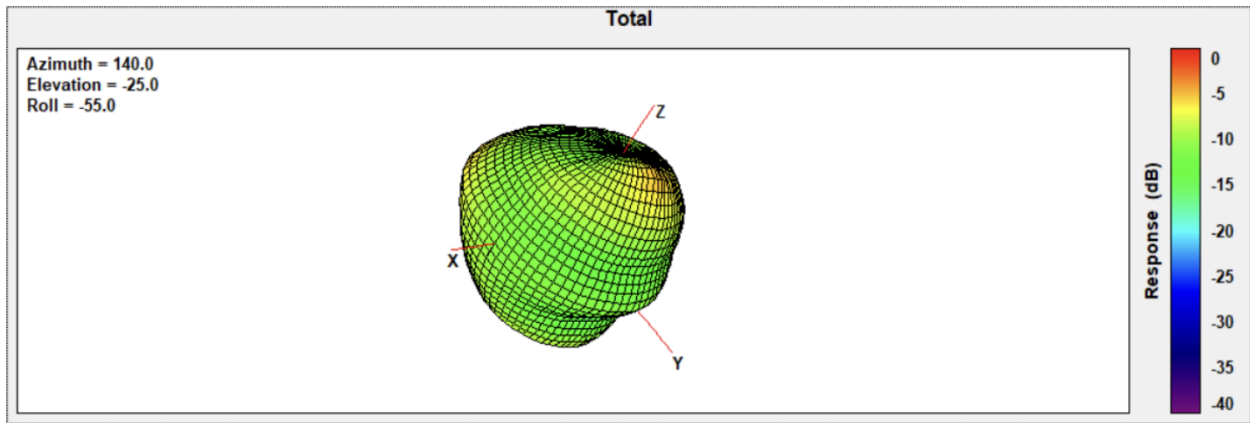 Total
Azimuth = 140.0
Elevation = -25.0
Roll = -55.0
Z
X
Y
Response (dB)
0
-5
-10
-15
-20
-25
-30
-35
-40